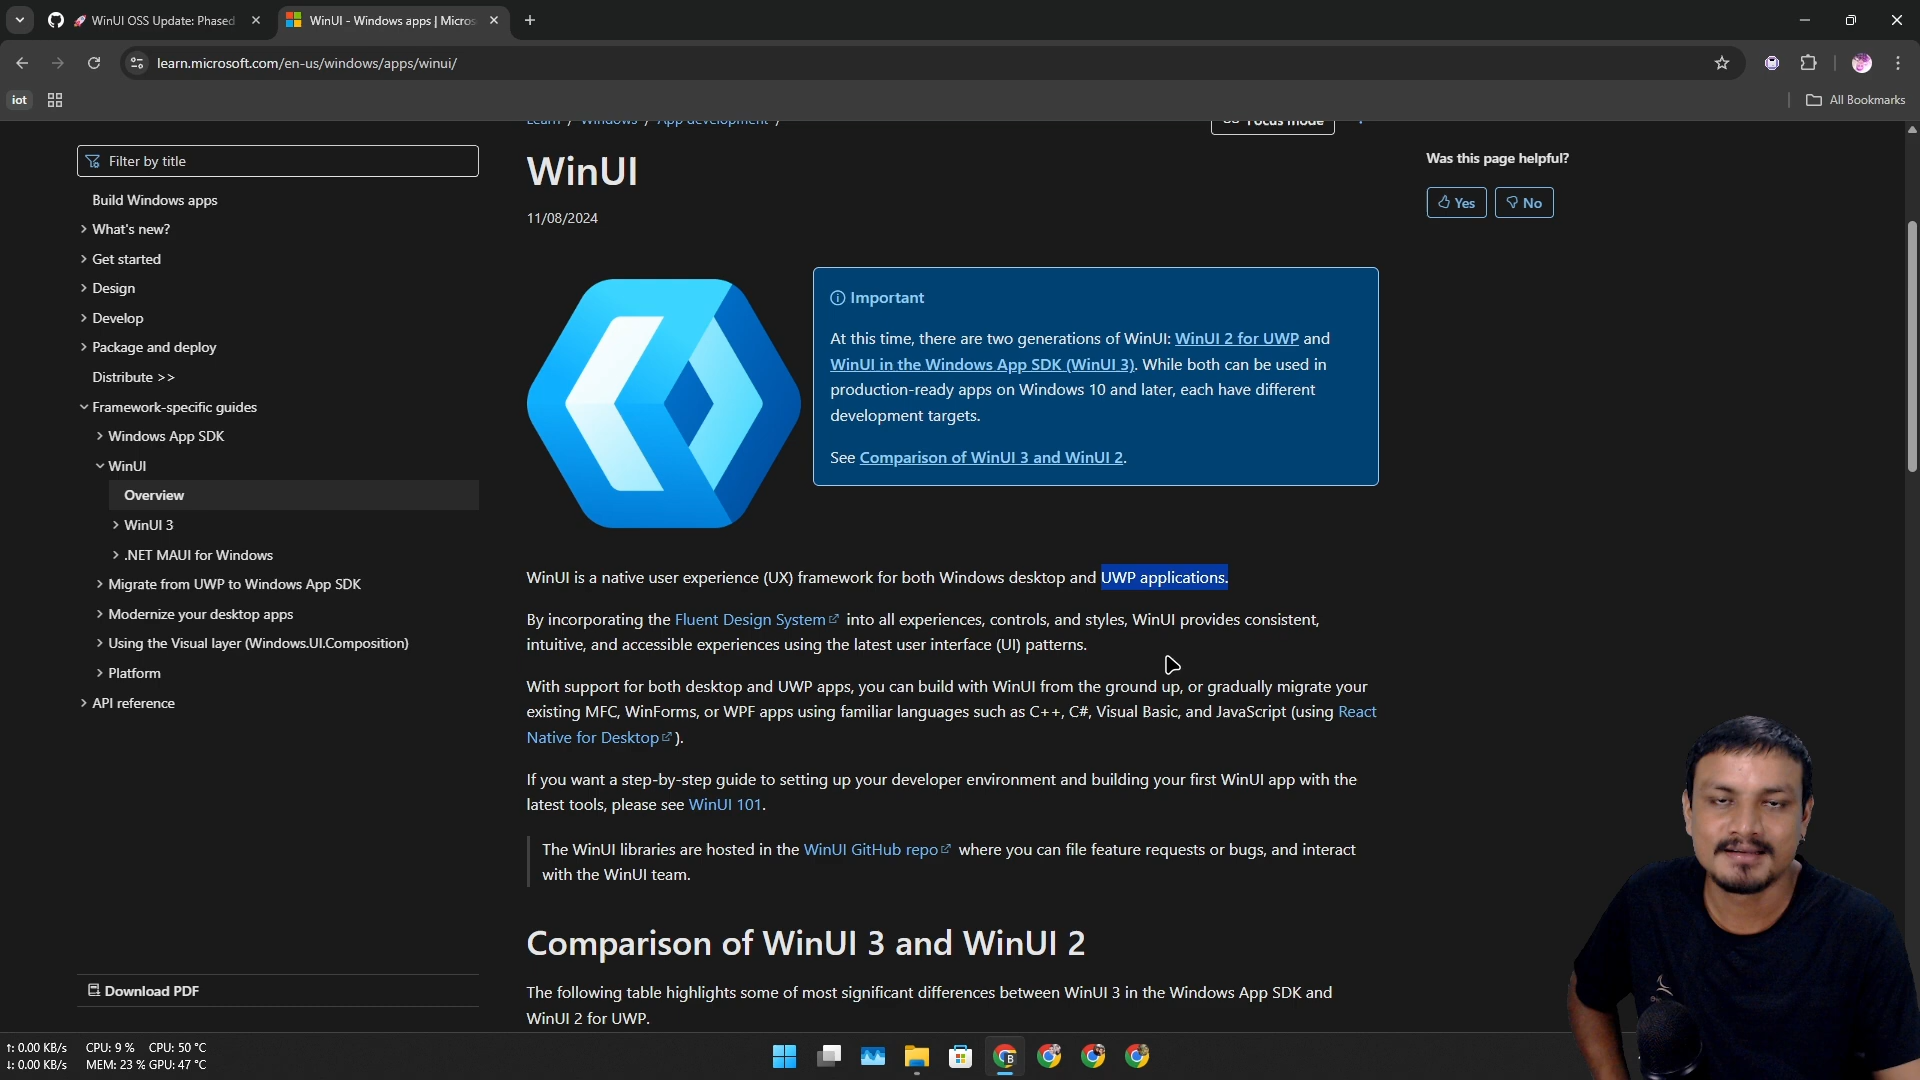 WinUI OSS Update: Phased
WinUI - Windows apps | Micros
learn.microsoft.com/en-us/windows/apps/winui/
iot
All Bookmarks
Learn / Windows / App development /
Focus mode
Filter by title
Build Windows apps
What's new?
Get started
Design
Develop
Package and deploy
Distribute >>
Framework-specific guides
Windows App SDK
WinUI
Overview
WinUI 3
.NET MAUI for Windows
Migrate from UWP to Windows App SDK
Modernize your desktop apps
Using the Visual layer (Windows.UI.Composition)
Platform
API reference
Download PDF
WinUI
11/08/2024
Important
At this time, there are two generations of WinUI: WinUI 2 for UWP and
WinUI in the Windows App SDK (WinUI 3). While both can be used in
production-ready apps on Windows 10 and later, each have different
development targets.
See Comparison of WinUI 3 and WinUI 2.
WinUI is a native user experience (UX) framework for both Windows desktop and UWP applications.
By incorporating the Fluent Design System into all experiences, controls, and styles, WinUI provides consistent,
intuitive, and accessible experiences using the latest user interface (UI) patterns.
With support for both desktop and UWP apps, you can build with WinUI from the ground up, or gradually migrate your
existing MFC, WinForms, or WPF apps using familiar languages such as C++, C#, Visual Basic, and JavaScript (using React
Native for Desktop).
If you want a step-by-step guide to setting up your developer environment and building your first WinUI app with the
latest tools, please see WinUI 101.
The WinUI libraries are hosted in the WinUI GitHub repo where you can file feature requests or bugs, and interact
with the WinUI team.
Comparison of WinUI 3 and WinUI 2
The following table highlights some of most significant differences between WinUI 3 in the Windows App SDK and
WinUI 2 for UWP.
Was this page helpful?
Yes
No
↑: 0.00 KB/s CPU: 9 % CPU: 50 °C
↓: 0.00 KB/s MEM: 23 % GPU: 47 °C